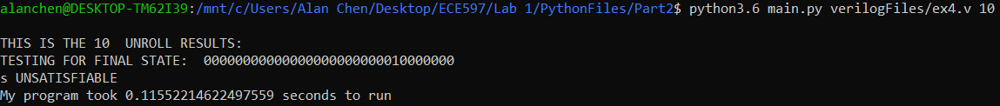 alanchen@DESKTOP-TM62I39:/mnt/c/Users/Alan Chen/Desktop/ECE597/Lab 1/PythonFiles/Part2$ python3.6 main.py verilogFiles/ex4.v 10
THIS IS THE 10  UNROLL RESULTS:
TESTING FOR FINAL STATE:  00000000000000000000000010000000
s UNSATISFIABLE
My program took 0.11552214622497559 seconds to run